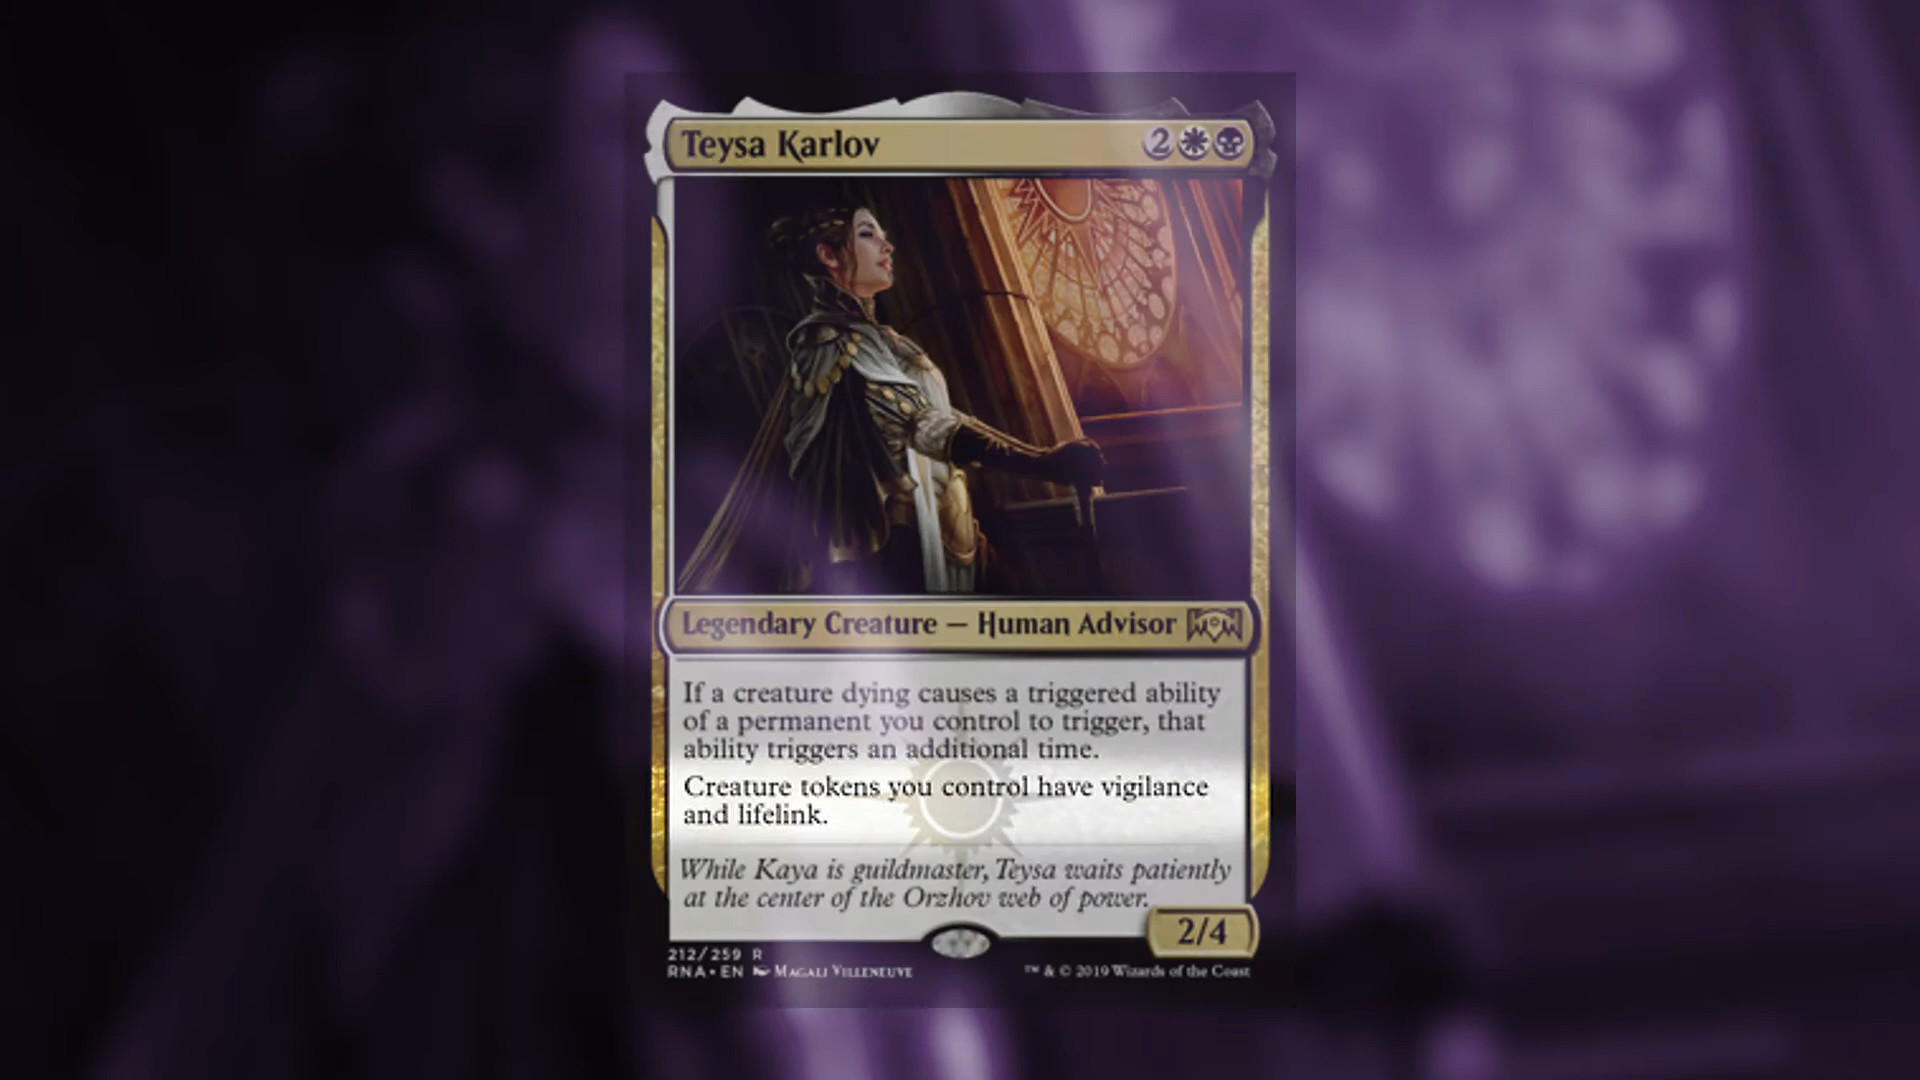 Teysa Karlov 2
Legendary Creature — Human Advisor
If a creature dying causes a triggered ability
of a permanent you control to trigger, that
ability triggers an additional time.
Creature tokens you control have vigilance
and lifelink.
While Kaya is guildmaster, Teysa waits patiently
at the center of the Orzhov web of power.
2/4
212/259 R
RNA • EN Magali Villeneuve ™ & © 2019 Wizards of the Coast